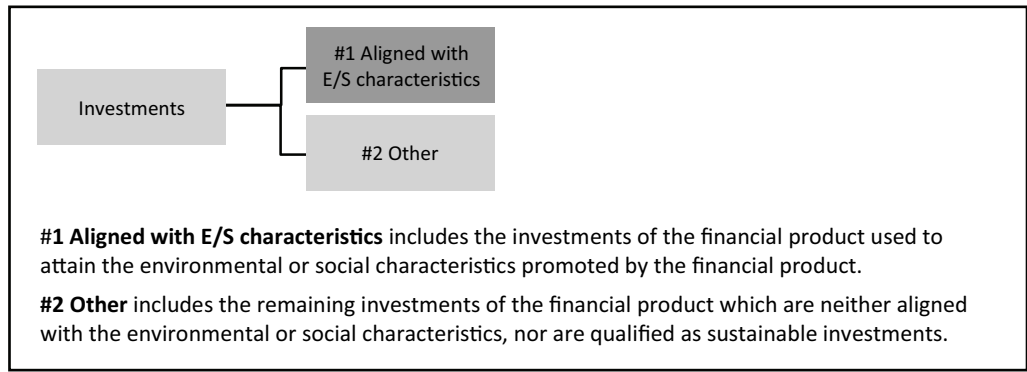 #1 Aligned with
E/S characteristics
Investments
#2 Other
#1 Aligned with E/S characteristics includes the investments of the financial product used to
attain the environmental or social characteristics promoted by the financial product.
#2 Other includes the remaining investments of the financial product which are neither aligned
with the environmental or social characteristics, nor are qualified as sustainable investments.